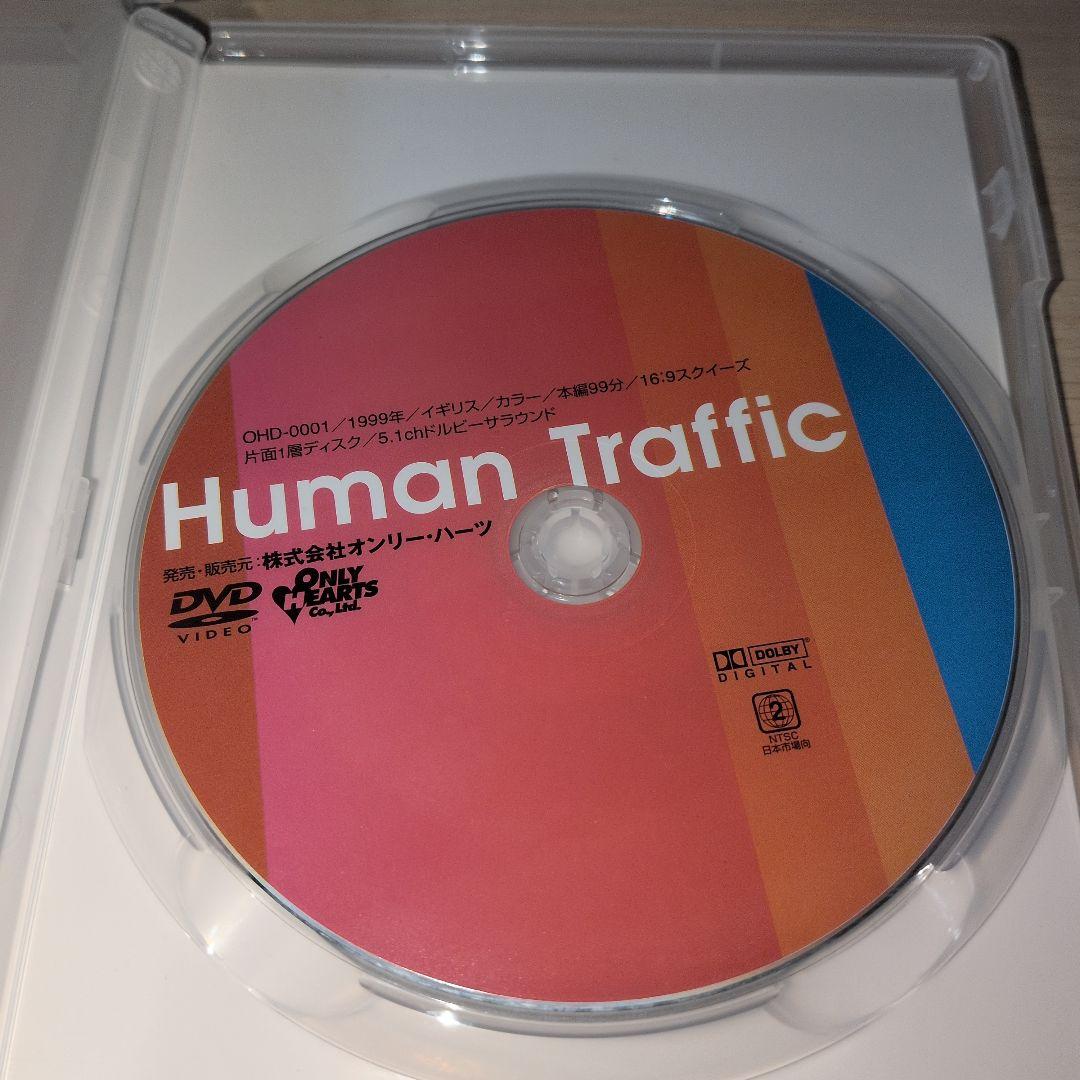 OHD-0001／1999年／イギリス／カラー／本編99分／16:9スクイーズ
片面1層ディスク／5.1chドルビーサラウンド
Human Traffic
発売・販売元:株式会社オンリー・ハーツ
DVD
VIDEO
ONLY
HEARTS
Co., Ltd.
DOLBY
DIGITAL
2
NTSC
日本市場向